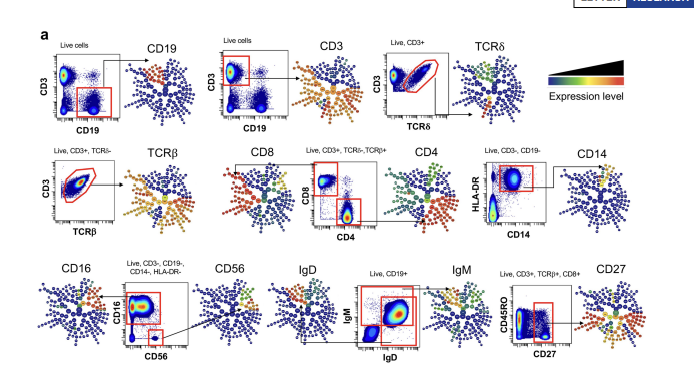 LETTER RESEARCH
a
Live cells
CD19
CD3
CD19
Live cells
CD3
CD3
CD19
Live, CD3+
TCRδ
CD3
TCRδ
Expression level
Live, CD3+, TCRδ-
TCRβ
CD3
TCRβ
CD8
Live, CD3+, TCRδ-,TCRβ+
CD4
CD8
CD4
Live, CD3-, CD19-
CD14
HLA-DR
CD14
CD16
Live, CD3-, CD19-,
CD14-, HLA-DR-
CD56
CD16
CD56
IgD
Live, CD19+
IgM
IgM
IgD
Live, CD3+, TCRβ+, CD8+
CD27
CD45RO
CD27